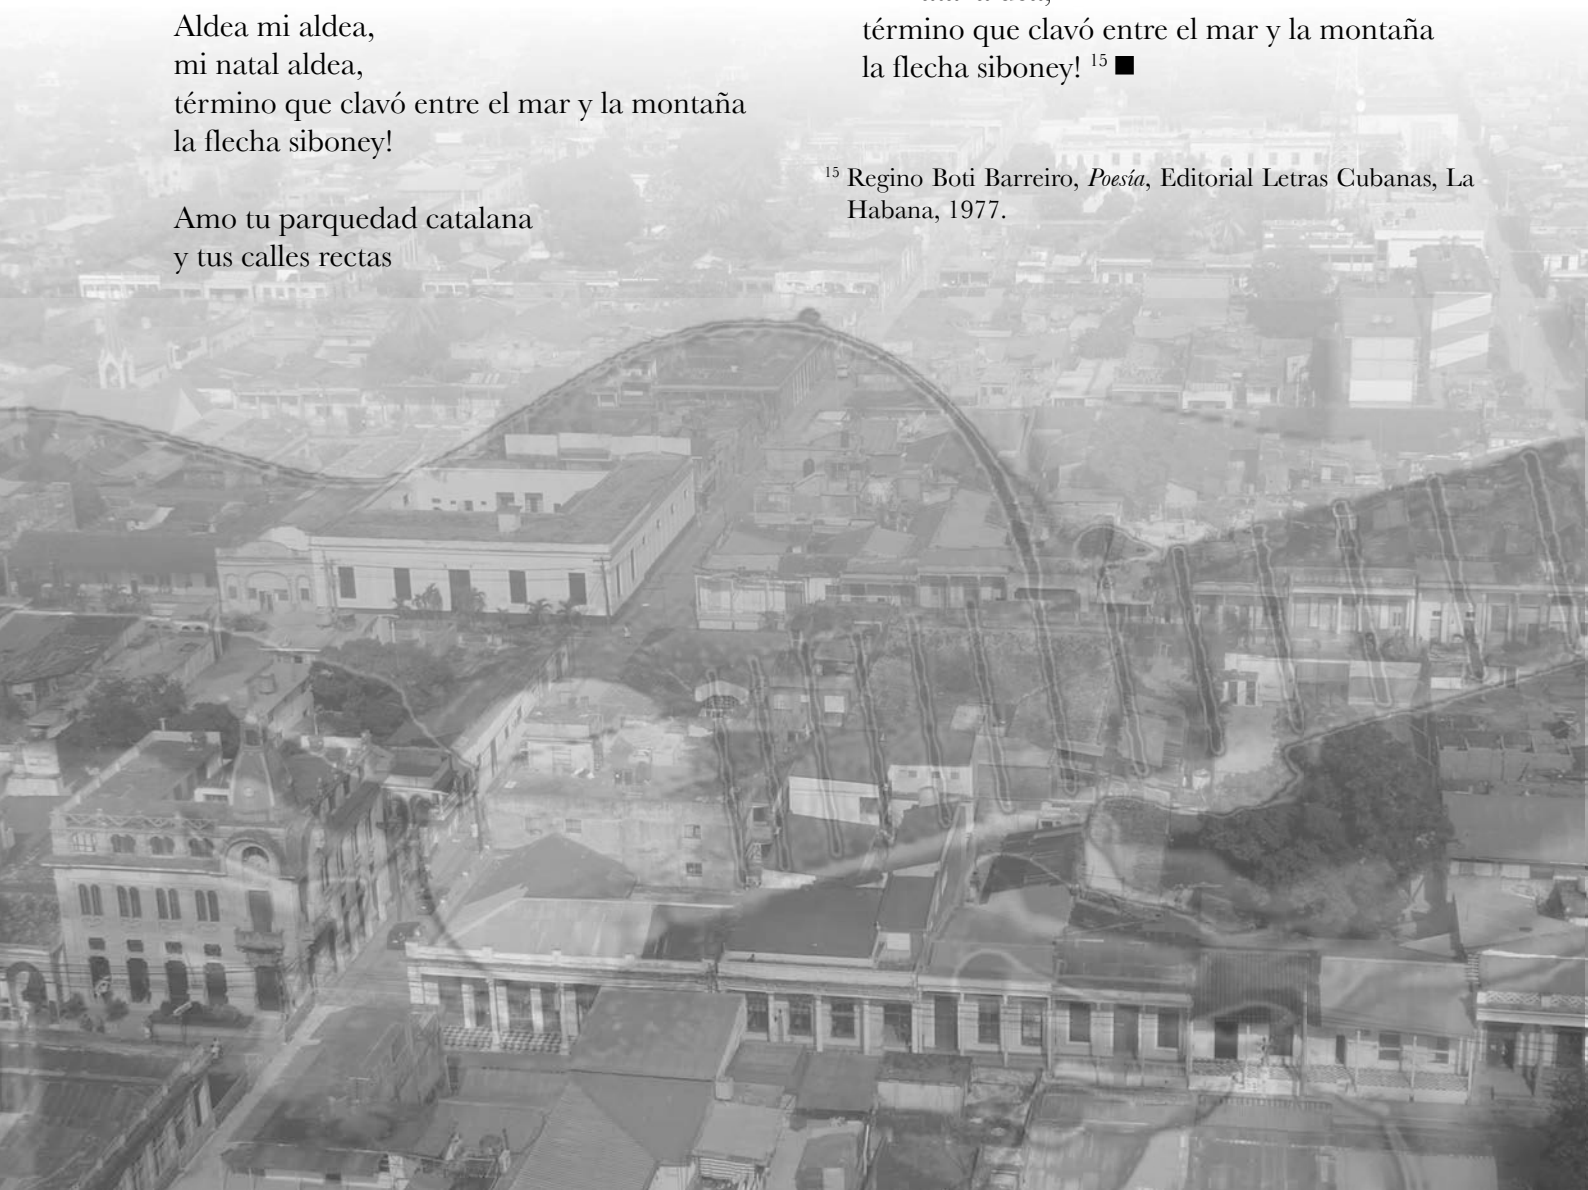 Aldea mi aldea,
mi natal aldea,
término que clavó entre el mar y la montaña
la flecha siboney!
Amo tu parquedad catalana
y tus calles rectas
término que clavó entre el mar y la montaña
la flecha siboney! 15 ■
15 Regino Boti Barreiro, Poesía, Editorial Letras Cubanas, La
Habana, 1977.